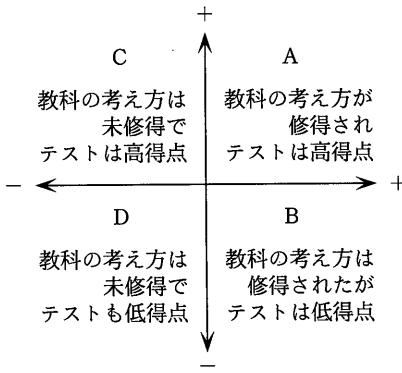 +
C
教科の考え方は
未修得で
テストは高得点
A
教科の考え方が
修得され
テストは高得点
−
+
D
教科の考え方は
未修得で
テストも低得点
B
教科の考え方は
修得されたが
テストは低得点
−